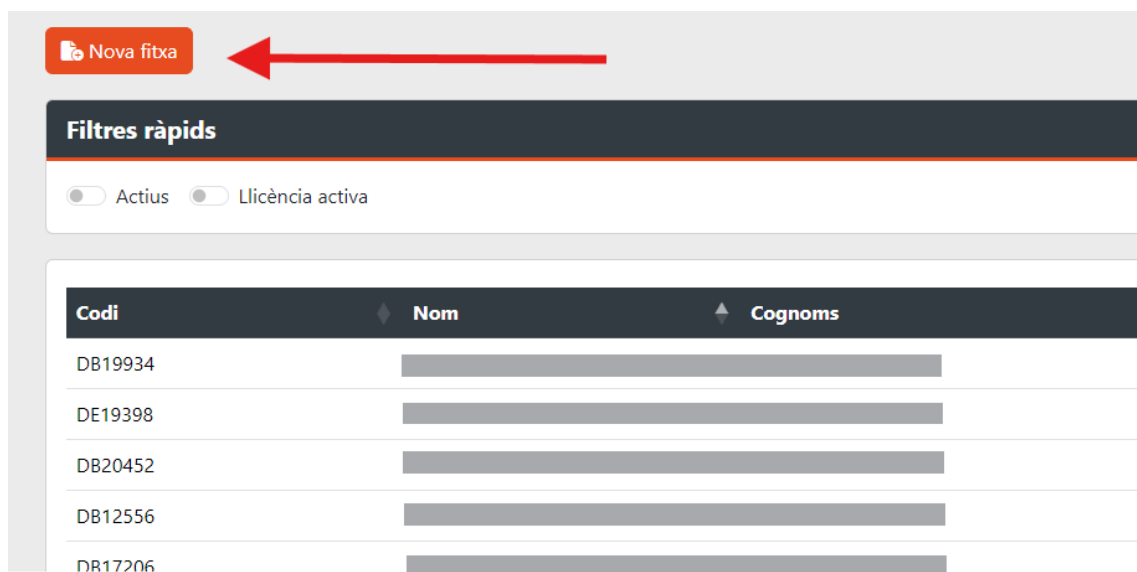 Nova fitxa
Filtres ràpids
Actius Llicència activa
Codi Nom Cognoms
DB19934
DE19398
DB20452
DB12556
DB17206